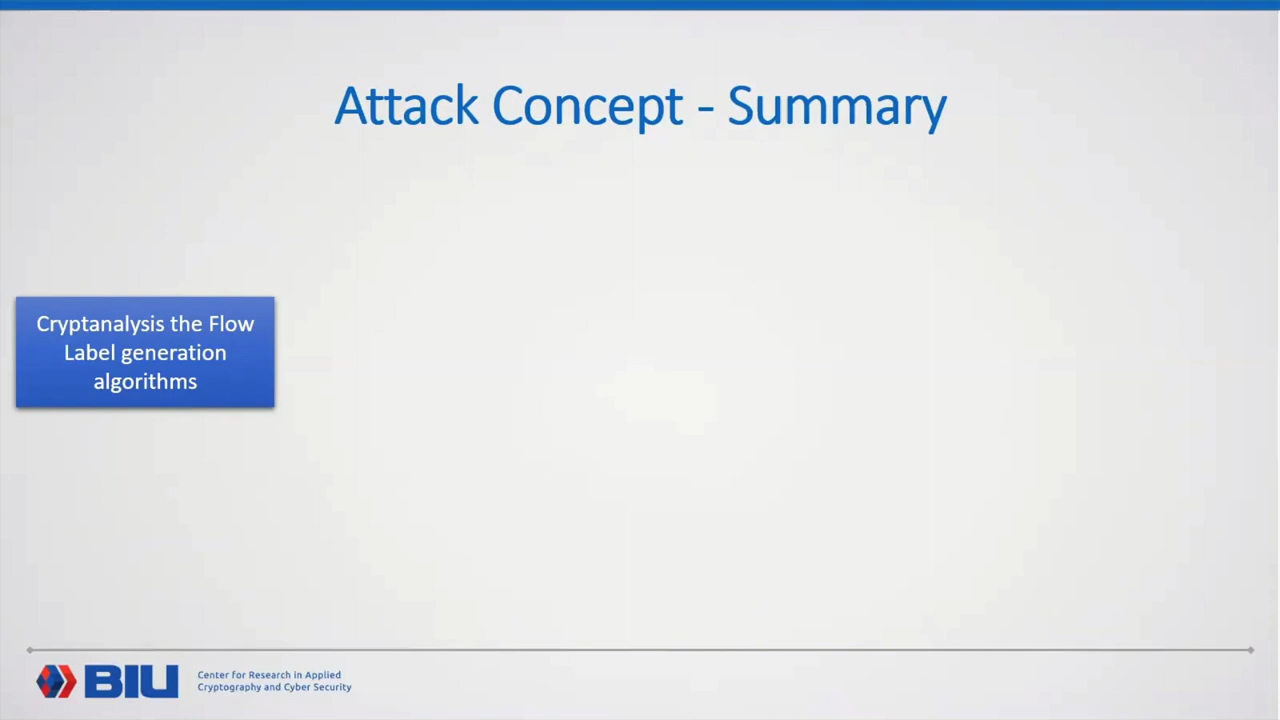 Attack Concept - Summary
Cryptanalysis the Flow
Label generation
algorithms
BIU
Center for Research in Applied
Cryptography and Cyber Security